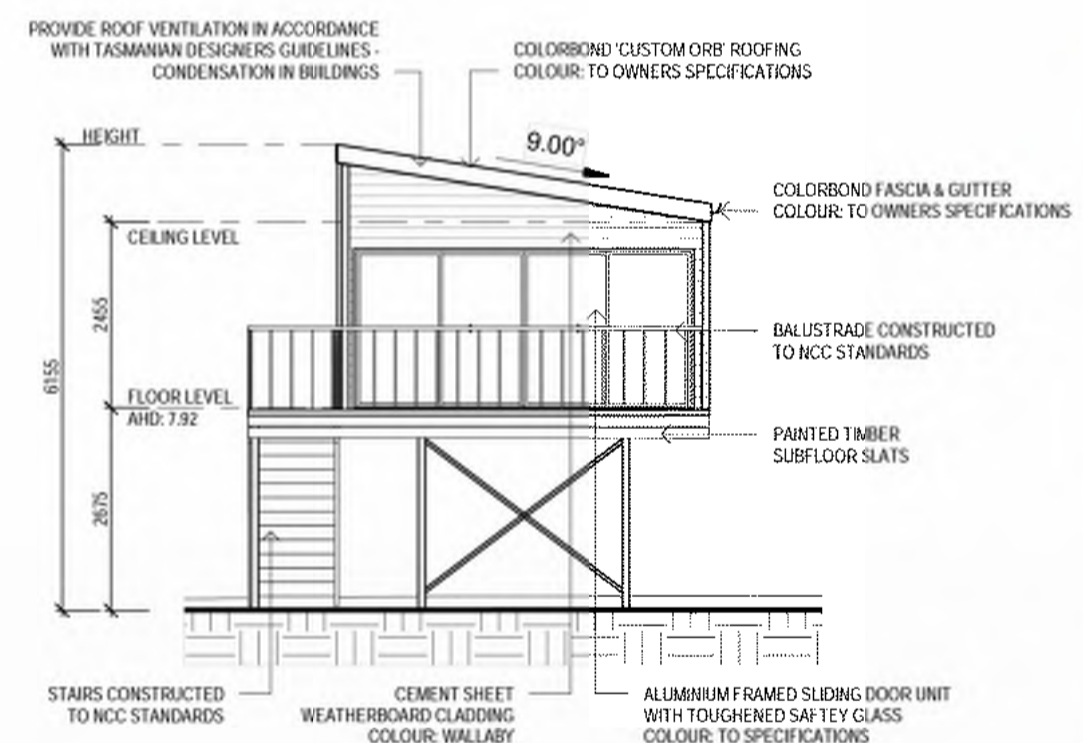 PROVIDE ROOF VENTILATION IN ACCORDANCE
WITH TASMANIAN DESIGNERS GUIDELINES -
CONDENSATION IN BUILDINGS
COLORBOND 'CUSTOM ORB' ROOFING
COLOUR: TO OWNERS SPECIFICATIONS
HEIGHT
9.00°
COLORBOND FASCIA & GUTTER
COLOUR: TO OWNERS SPECIFICATIONS
CEILING LEVEL
2455
6155
BALUSTRADE CONSTRUCTED
TO NCC STANDARDS
FLOOR LEVEL
AHD: 7.92
PAINTED TIMBER
SUBFLOOR SLATS
2675
STAIRS CONSTRUCTED
TO NCC STANDARDS
CEMENT SHEET
WEATHERBOARD CLADDING
COLOUR: WALLABY
ALUMINIUM FRAMED SLIDING DOOR UNIT
WITH TOUGHENED SAFTEY GLASS
COLOUR: TO SPECIFICATIONS